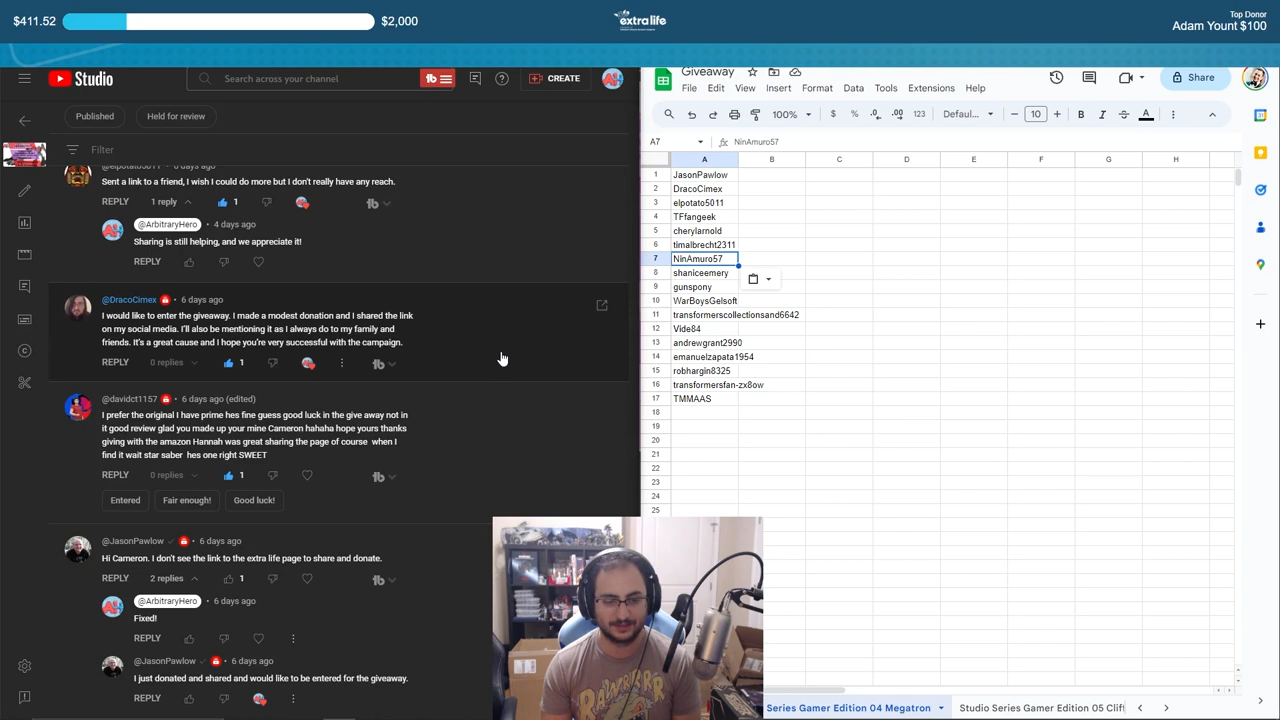 $411.52
$2,000
extralife
Top Donor
Adam Yount $100
Studio
Search across your channel
CREATE
Published
Held for review
Filter
6 days ago
Sent a link to a friend, I wish I could do more but I don't really have any reach.
REPLY 1 reply 1
@ArbitraryHero • 4 days ago
Sharing is still helping, and we appreciate it!
REPLY
@DracoCimex • 6 days ago
I would like to enter the giveaway. I made a modest donation and I shared the link
on my social media. I'll also be mentioning it as I always do to my family and
friends. It's a great cause and I hope you're very successful with the campaign.
REPLY 0 replies 1
@davidct1157 • 6 days ago (edited)
I prefer the original I have prime hes fine guess good luck in the give away not in
it good review glad you made up your mine Cameron hahaha hope yours thanks
giving with the amazon Hannah was great sharing the page of course when I
find it wait star saber hes one right SWEET
REPLY 0 replies 1
Entered
Fair enough!
Good luck!
@JasonPawlow • 6 days ago
Hi Cameron. I don't see the link to the extra life page to share and donate.
REPLY 2 replies 1
@ArbitraryHero • 6 days ago
Fixed!
REPLY
@JasonPawlow • 6 days ago
I just donated and shared and would like to be entered for the giveaway.
REPLY
Giveaway
File Edit View Insert Format Data Tools Extensions Help
Share
100% $ % .0 .00 123 Defaul... 10 B I A
A7 fx NinAmuro57
A B C D E F G H
1 JasonPawlow
2 DracoCimex
3 elpotato5011
4 TFfangeek
5 cherylarnold
6 timalbrecht2311
7 NinAmuro57
8 shaniceemery
9 gunspony
10 WarBoysGelsoft
11 transformerscollectionsand6642
12 Vide84
13 andrewgrant2990
14 emanuelzapata1954
15 robhargin8325
16 transformersfan-zx8ow
17 TMMAAS
18
19
20
21
22
23
24
25
Series Gamer Edition 04 Megatron
Studio Series Gamer Edition 05 Clif